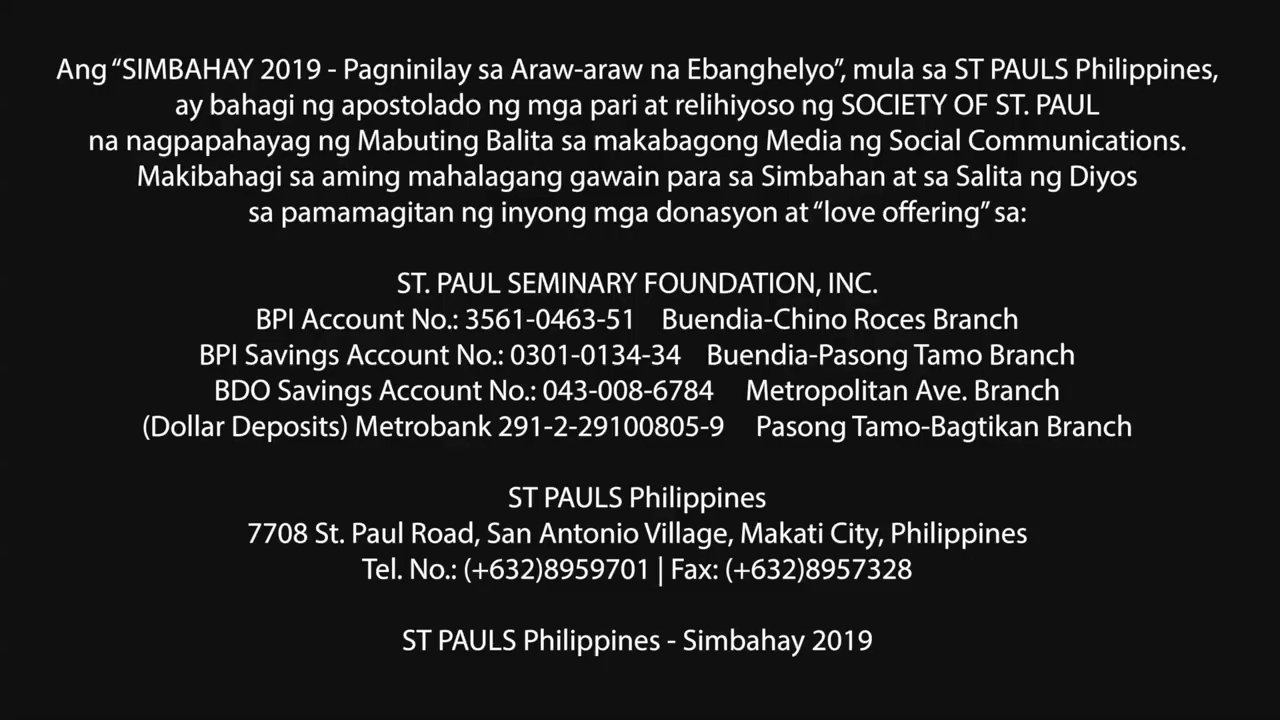 Ang “SIMBAHAY 2019 - Pagninilay sa Araw-araw na Ebanghelyo”, mula sa ST PAULS Philippines,
ay bahagi ng apostolado ng mga pari at relihiyoso ng SOCIETY OF ST. PAUL
na nagpapahayag ng Mabuting Balita sa makabagong Media ng Social Communications.
Makibahagi sa aming mahalagang gawain para sa Simbahan at sa Salita ng Diyos
sa pamamagitan ng inyong mga donasyon at “love offering” sa:
ST. PAUL SEMINARY FOUNDATION, INC.
BPI Account No.: 3561-0463-51 Buendia-Chino Roces Branch
BPI Savings Account No.: 0301-0134-34 Buendia-Pasong Tamo Branch
BDO Savings Account No.: 043-008-6784 Metropolitan Ave. Branch
(Dollar Deposits) Metrobank 291-2-29100805-9 Pasong Tamo-Bagtikan Branch
ST PAULS Philippines
7708 St. Paul Road, San Antonio Village, Makati City, Philippines
Tel. No.: (+632)8959701 | Fax: (+632)8957328
ST PAULS Philippines - Simbahay 2019